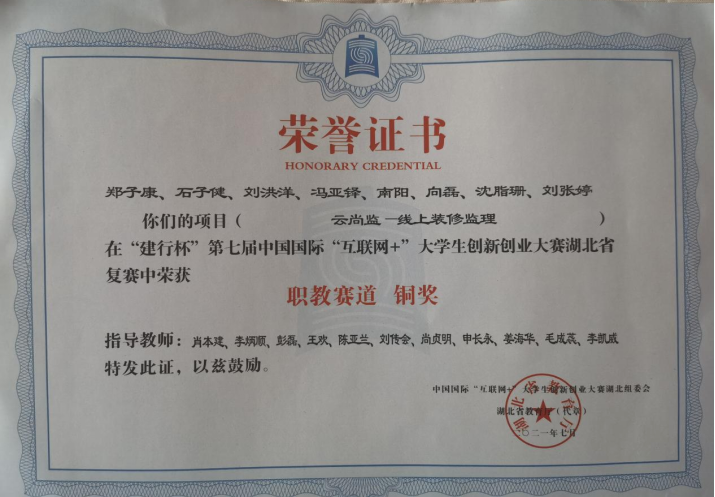 荣誉证书
HONORARY CREDENTIAL
郑子康、石子健、刘洪洋、冯亚铎、南阳、向磊、沈脂珊、刘张婷
你们的项目（云尚监—线上装修监理）
在“建行杯”第七届中国国际“互联网+”大学生创新创业大赛湖北省
复赛中荣获
职教赛道 铜奖
指导教师：肖本建、李炳顺、彭磊、王欢、陈亚兰、刘传会、尚贞明、申长永、姜海华、毛成蕊、李凯威
特发此证，以兹鼓励。
中国国际“互联网+”大学生创新创业大赛湖北组委会
湖北省教育厅（代章）
二〇二一年七月